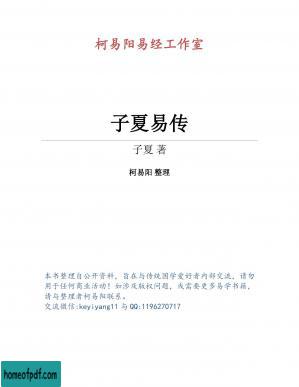 柯易阳易经工作室
子夏易传
子夏 著
柯易阳 整理
本书整理自公开资料，旨在与传统国学爱好者内部交流，请勿
用于任何商业活动！如涉及版权问题，或需要更多易学书籍，
请与整理者柯易阳联系。
交流微信:keyiyang11 与 QQ:1196270717
homeofpdf.com